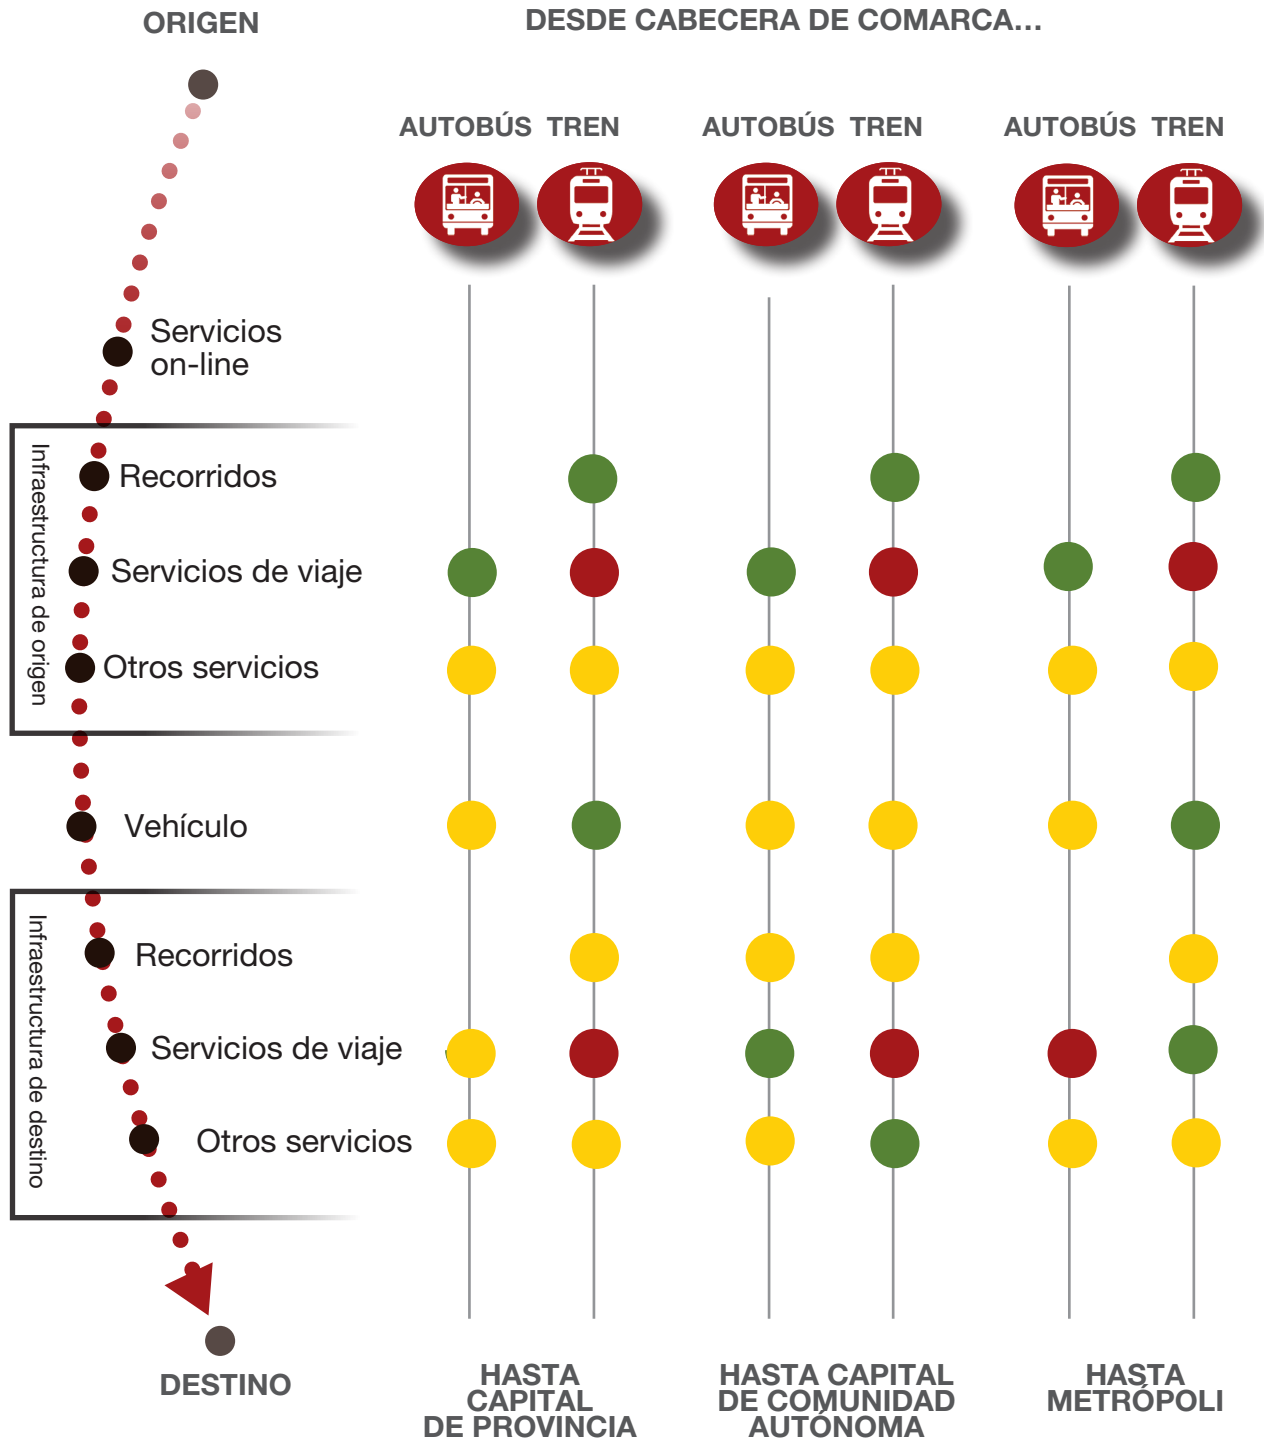 ORIGEN
DESDE CABECERA DE COMARCA...
AUTOBÚS TREN
AUTOBÚS TREN
AUTOBÚS TREN
Servicios
on-line
Infraestructura de origen
Recorridos
Servicios de viaje
Otros servicios
Vehículo
Infraestructura de destino
Recorridos
Servicios de viaje
Otros servicios
DESTINO
HASTA
CAPITAL
DE PROVINCIA
HASTA CAPITAL
DE COMUNIDAD
AUTÓNOMA
HASTA
METRÓPOLI